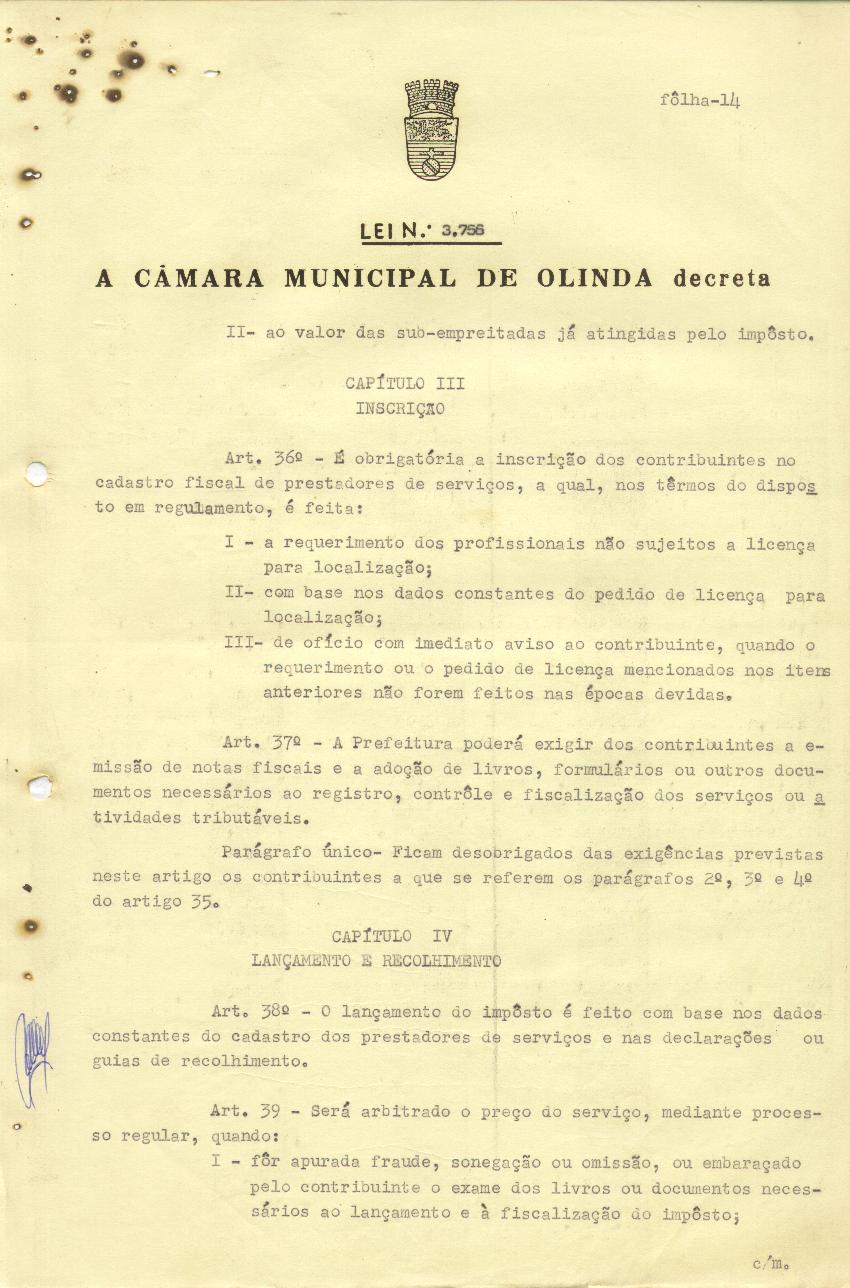 fôlha-14
LEI N.º 3.756
A CÂMARA MUNICIPAL DE OLINDA decreta
II- ao valor das sub-empreitadas já atingidas pelo impôsto.
CAPÍTULO III
INSCRIÇÃO
Art. 36º - É obrigatória a inscrição dos contribuintes no
cadastro fiscal de prestadores de serviços, a qual, nos têrmos do dispos
to em regulamento, é feita:
I - a requerimento dos profissionais não sujeitos a licença
para localização;
II- com base nos dados constantes do pedido de licença para
localização;
III- de ofício com imediato aviso ao contribuinte, quando o
requerimento ou o pedido de licença mencionados nos itens
anteriores não forem feitos nas épocas devidas.
Art. 37º - A Prefeitura poderá exigir dos contribuintes a e-
missão de notas fiscais e a adoção de livros, formulários ou outros docu-
mentos necessários ao registro, contrôle e fiscalização dos serviços ou a
tividades tributáveis.
Parágrafo único- Ficam desobrigados das exigências previstas
neste artigo os contribuintes a que se referem os parágrafos 2º, 3º e 4º
do artigo 35.
CAPÍTULO IV
LANÇAMENTO E RECOLHIMENTO
Art. 38º - O lançamento do impôsto é feito com base nos dados
constantes do cadastro dos prestadores de serviços e nas declarações ou
guias de recolhimento.
Art. 39 - Será arbitrado o preço do serviço, mediante proces-
so regular, quando:
I - fôr apurada fraude, sonegação ou omissão, ou embaraçado
pelo contribuinte o exame dos livros ou documentos neces-
sários ao lançamento e à fiscalização do impôsto;
c/m.